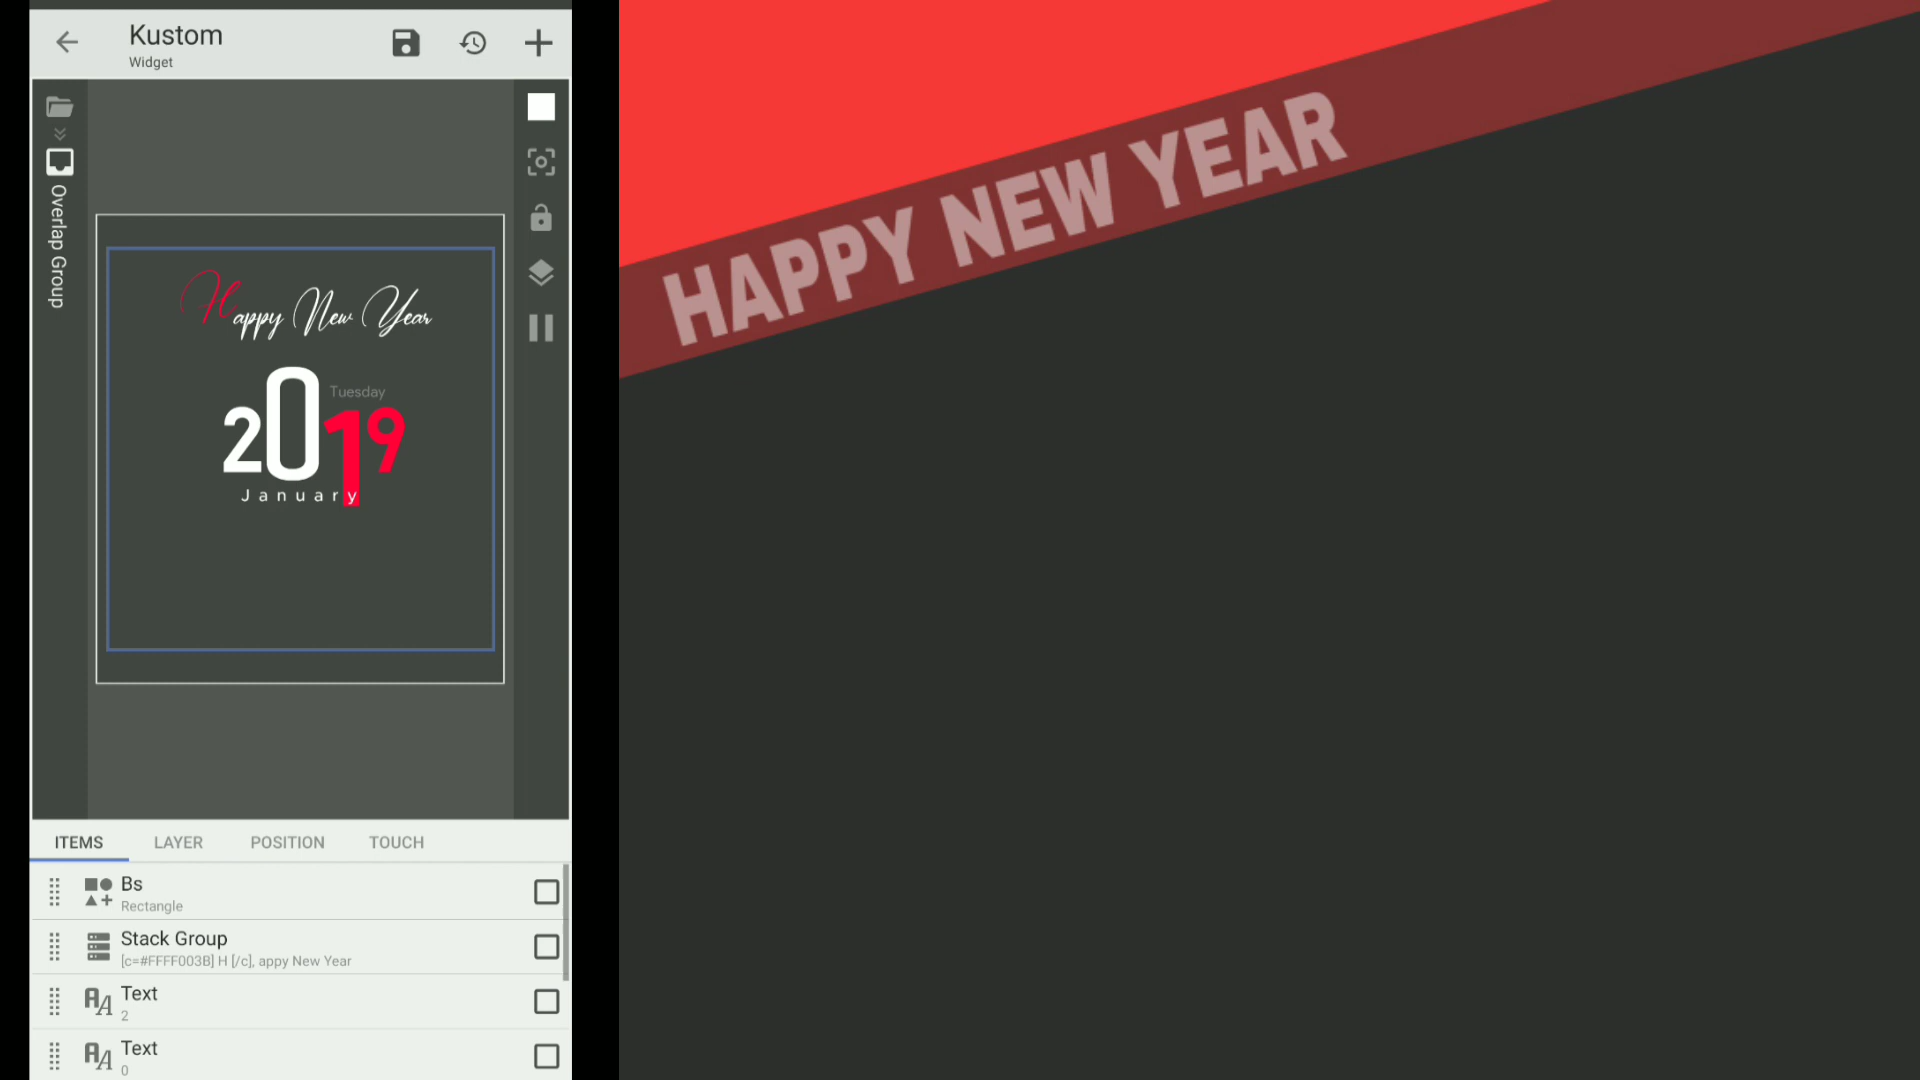 Kustom
Widget
Overlap Group
Happy New Year
Tuesday
2019
January
ITEMS LAYER POSITION TOUCH
Bs
Rectangle
Stack Group
[c=#FFFF003B] H [/c], appy New Year
Text
2
Text
0
HAPPY NEW YEAR